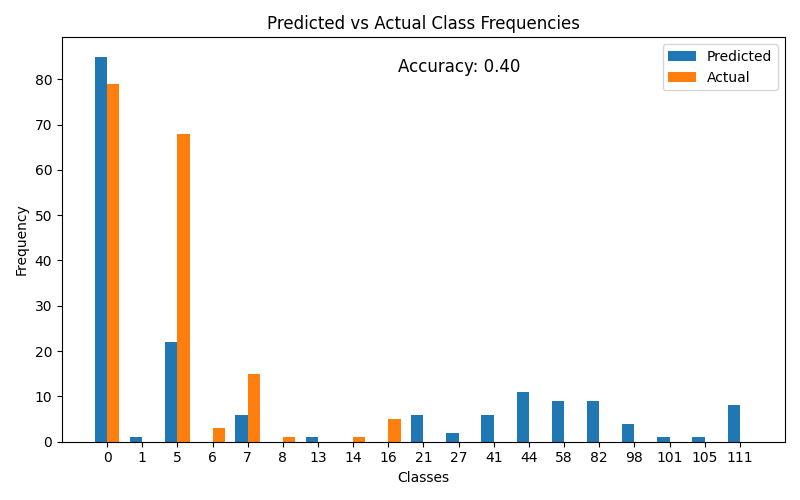 Predicted vs Actual Class Frequencies
Accuracy: 0.40
Predicted
Actual
Frequency
80
70
60
50
40
30
20
10
0
0 1 5 6 7 8 13 14 16 21 27 41 44 58 82 98 101 105 111
Classes